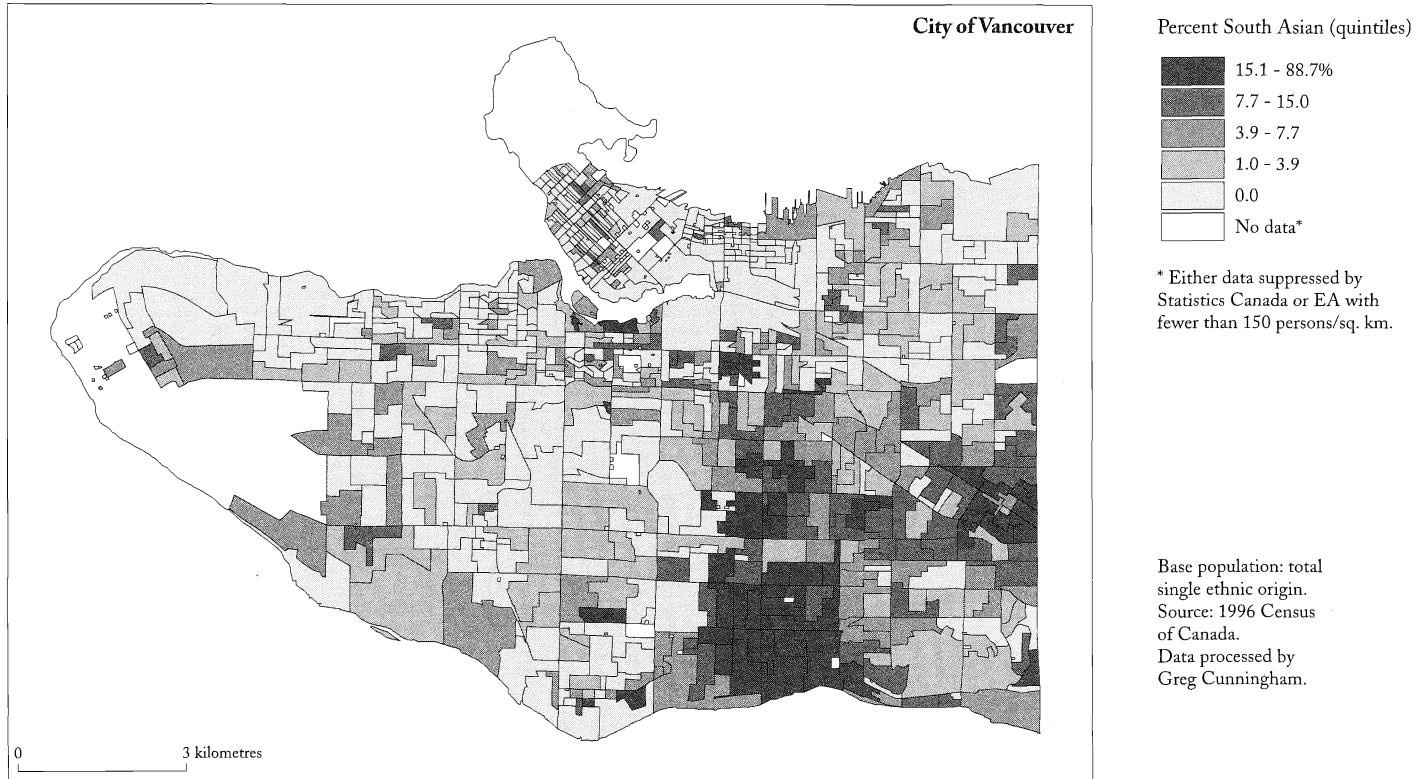 City of Vancouver
Percent South Asian (quintiles)
15.1 - 88.7%
7.7 - 15.0
3.9 - 7.7
1.0 - 3.9
0.0
No data*
* Either data suppressed by
Statistics Canada or EA with
fewer than 150 persons/sq. km.
Base population: total
single ethnic origin.
Source: 1996 Census
of Canada.
Data processed by
Greg Cunningham.
0
3 kilometres